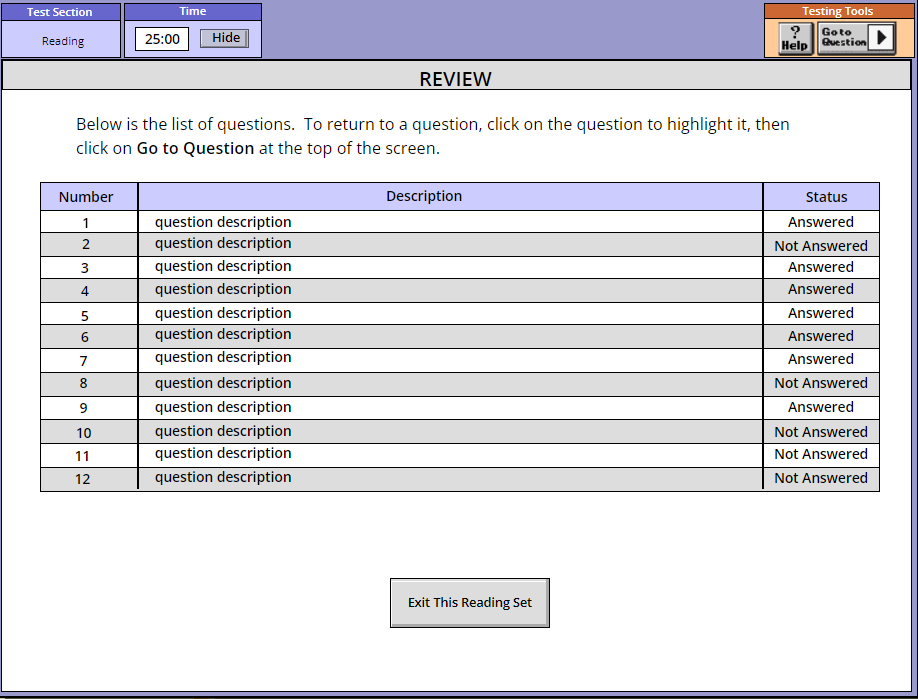 Test Section
Time
Testing Tools
Reading
25:00
Hide
?
Help
Go to
Question
REVIEW
Below is the list of questions.  To return to a question, click on the question to highlight it, then
click on Go to Question at the top of the screen.
Number Description Status
1 question description Answered
2 question description Not Answered
3 question description Answered
4 question description Answered
5 question description Answered
6 question description Answered
7 question description Answered
8 question description Not Answered
9 question description Answered
10 question description Not Answered
11 question description Not Answered
12 question description Not Answered
Exit This Reading Set